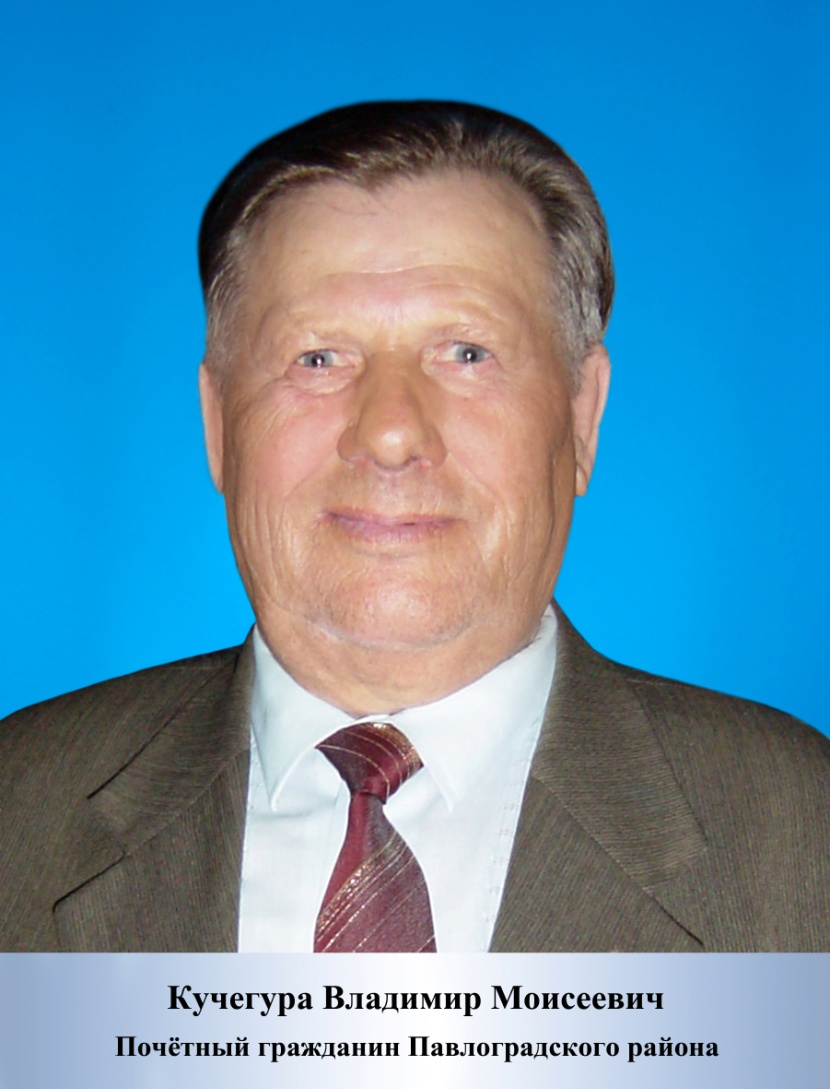 Кучегура Владимир Моисеевич
Почётный гражданин Павлоградского района